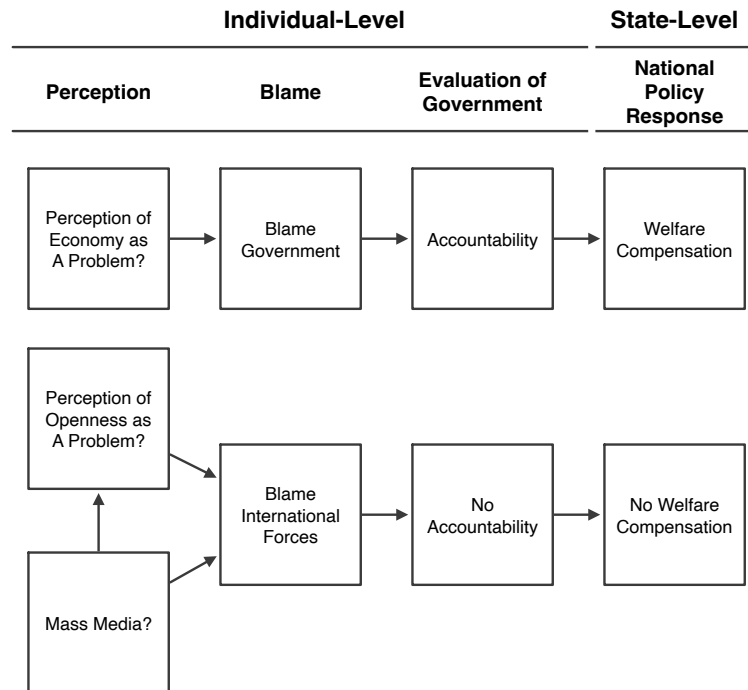 Individual-Level
State-Level
Perception
Blame
Evaluation of
Government
National
Policy
Response
Perception of
Economy as
A Problem?
Blame
Government
Accountability
Welfare
Compensation
Perception of
Openness as
A Problem?
Blame
International
Forces
No
Accountability
No Welfare
Compensation
Mass Media?